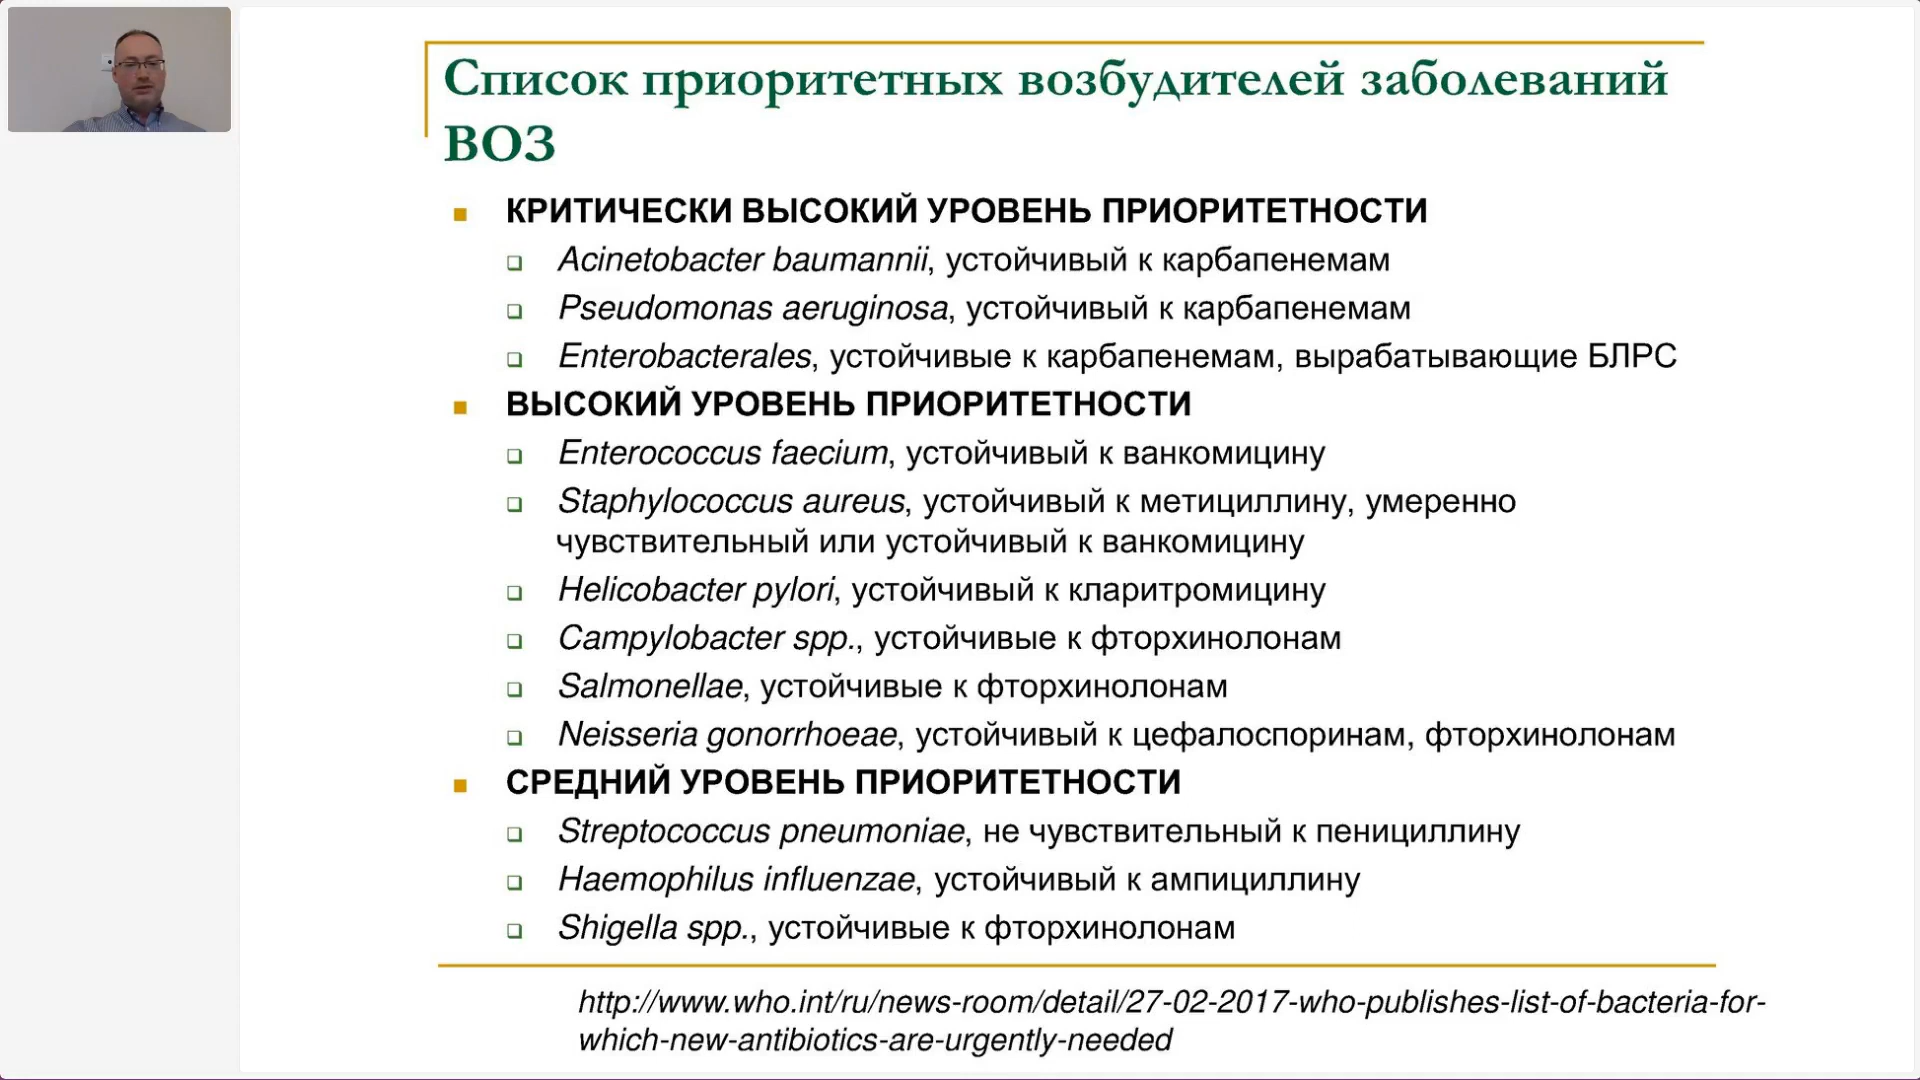 Список приоритетных возбудителей заболеваний
ВОЗ
КРИТИЧЕСКИ ВЫСОКИЙ УРОВЕНЬ ПРИОРИТЕТНОСТИ
Acinetobacter baumannii, устойчивый к карбапенемам
Pseudomonas aeruginosa, устойчивый к карбапенемам
Enterobacterales, устойчивые к карбапенемам, вырабатывающие БЛРС
ВЫСОКИЙ УРОВЕНЬ ПРИОРИТЕТНОСТИ
Enterococcus faecium, устойчивый к ванкомицину
Staphylococcus aureus, устойчивый к метициллину, умеренно
чувствительный или устойчивый к ванкомицину
Helicobacter pylori, устойчивый к кларитромицину
Campylobacter spp., устойчивые к фторхинолонам
Salmonellae, устойчивые к фторхинолонам
Neisseria gonorrhoeae, устойчивый к цефалоспоринам, фторхинолонам
СРЕДНИЙ УРОВЕНЬ ПРИОРИТЕТНОСТИ
Streptococcus pneumoniae, не чувствительный к пенициллину
Haemophilus influenzae, устойчивый к ампициллину
Shigella spp., устойчивые к фторхинолонам
http://www.who.int/ru/news-room/detail/27-02-2017-who-publishes-list-of-bacteria-for-
which-new-antibiotics-are-urgently-needed